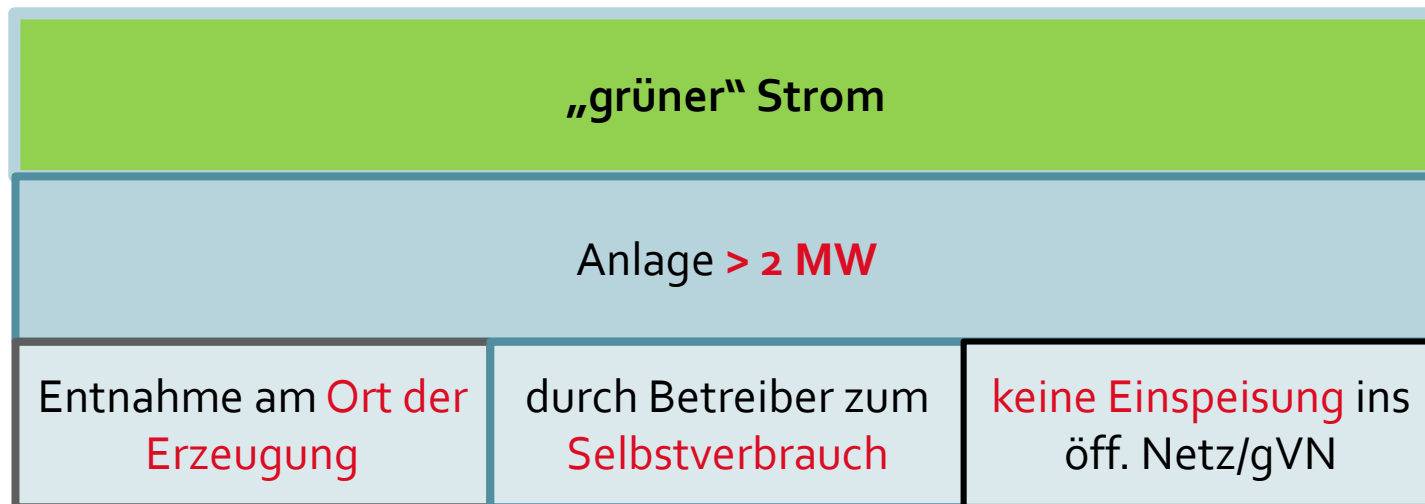 „grüner“ Strom
Anlage > 2 MW
Entnahme am Ort der
Erzeugung
durch Betreiber zum
Selbstverbrauch
keine Einspeisung ins
öff. Netz/gVN